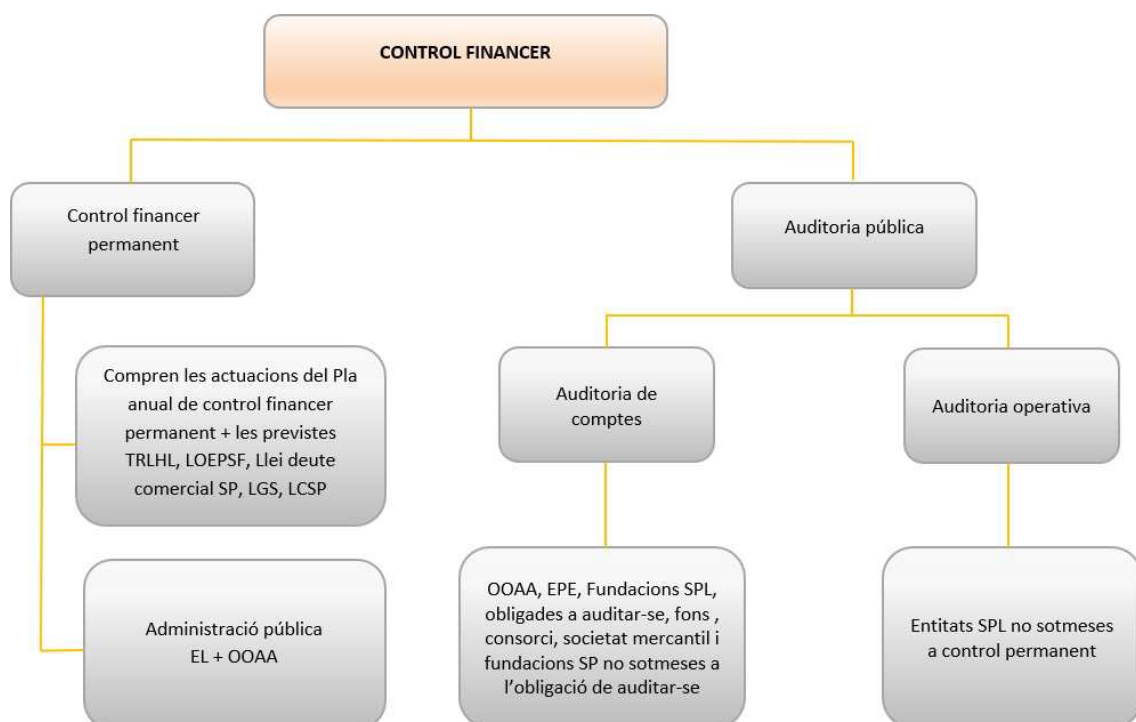 CONTROL FINANCER
Control financer
permanent
Auditoria pública
Compren les actuacions del Pla
anual de control financer
permanent + les previstes
TRLHL, LOEPSF, Llei deute
comercial SP, LGS, LCSP
Auditoria de
comptes
Auditoria operativa
Administració pública
EL + OOAA
OOAA, EPE, Fundacions SPL,
obligades a auditar-se, fons ,
consorci, societat mercantil i
fundacions SP no sotmeses a
l'obligació de auditar-se
Entitats SPL no sotmeses
a control permanent